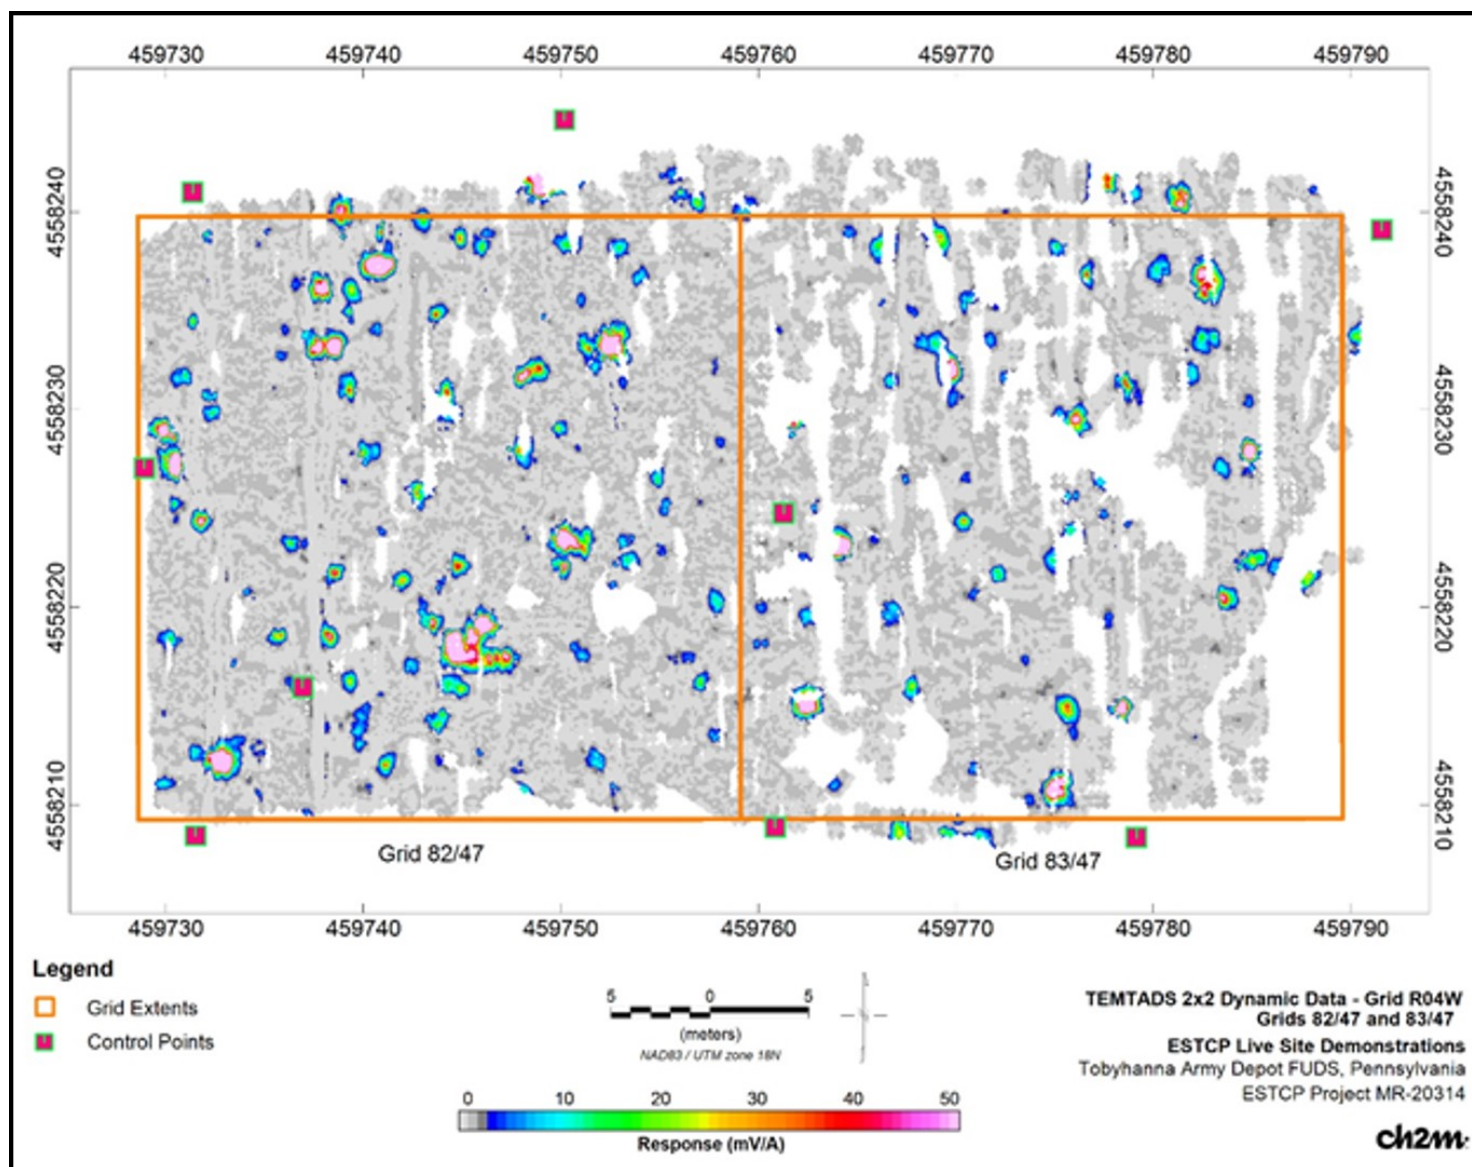 459730 459740 459750 459760 459770 459780 459790
4558240 4558240
4558230 4558230
4558220 4558220
4558210 4558210
Grid 82/47 Grid 83/47
459730 459740 459750 459760 459770 459780 459790
Legend
Grid Extents
Control Points
5 0 5
(meters)
NAD83 / UTM zone 18N
TEMTADS 2x2 Dynamic Data - Grid R04W
Grids 82/47 and 83/47
ESTCP Live Site Demonstrations
Tobyhanna Army Depot FUDS, Pennsylvania
ESTCP Project MR-20314
0 10 20 30 40 50
Response (mV/A)
ch2m: